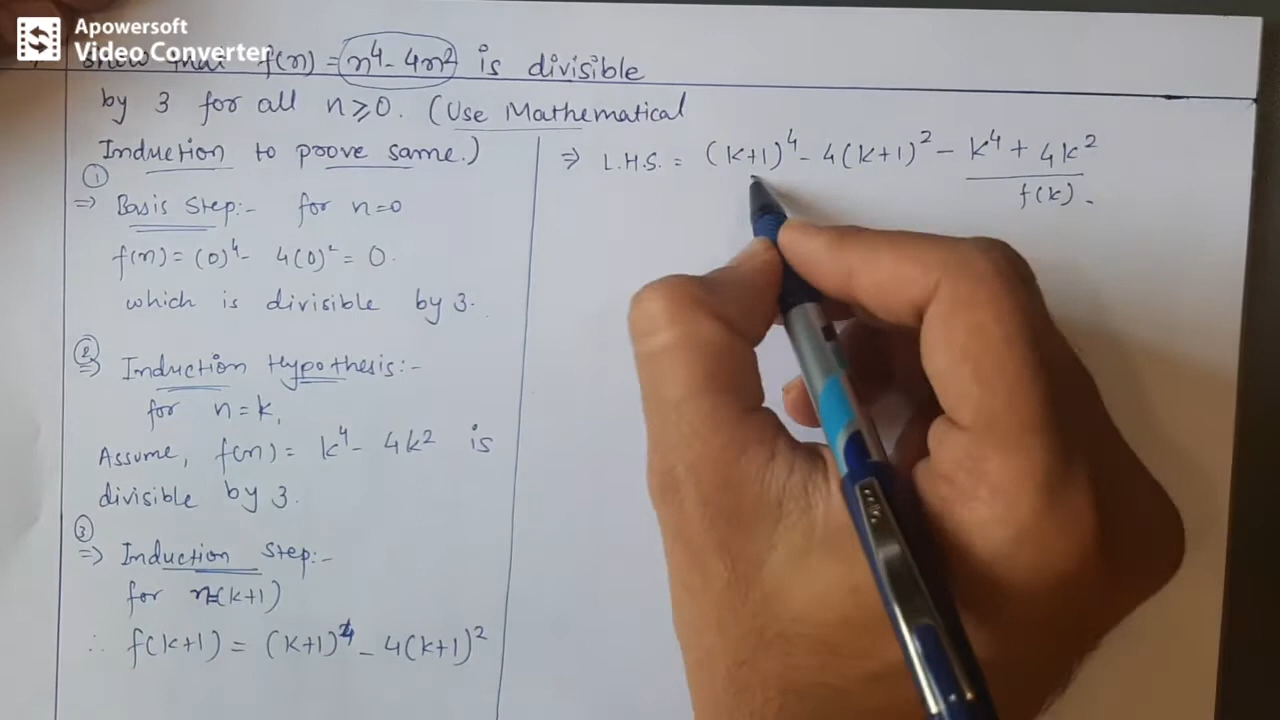 Apowersoft
Video Converter
Show that f(n) = n⁴ - 4n² is divisible
by 3 for all n ≥ 0. (Use Mathematical
Induction to proove same.)
①
⇒ Basis Step:- for n=0
f(n) = (0)⁴ - 4(0)² = 0.
which is divisible by 3.
②
⇒ Induction Hypothesis:-
for n = k,
Assume, f(n) = k⁴ - 4k² is
divisible by 3.
③
⇒ Induction Step:-
for n=(k+1)
∴ f(k+1) = (k+1)⁴ - 4(k+1)²
⇒ L.H.S. = (k+1)⁴ - 4(k+1)² - k⁴ + 4k²
f(k).